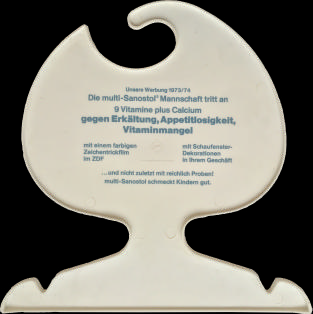 Unsere Werbung 1973/74
Die multi-Sanostol® Mannschaft tritt an
9 Vitamine plus Calcium
gegen Erkältung, Appetitlosigkeit,
Vitaminmangel
mit einem farbigen
Zeichentrickfilm
im ZDF
mit Schaufenster-
Dekorationen
in Ihrem Geschäft
...und nicht zuletzt mit reichlich Proben!
multi-Sanostol schmeckt Kindern gut.